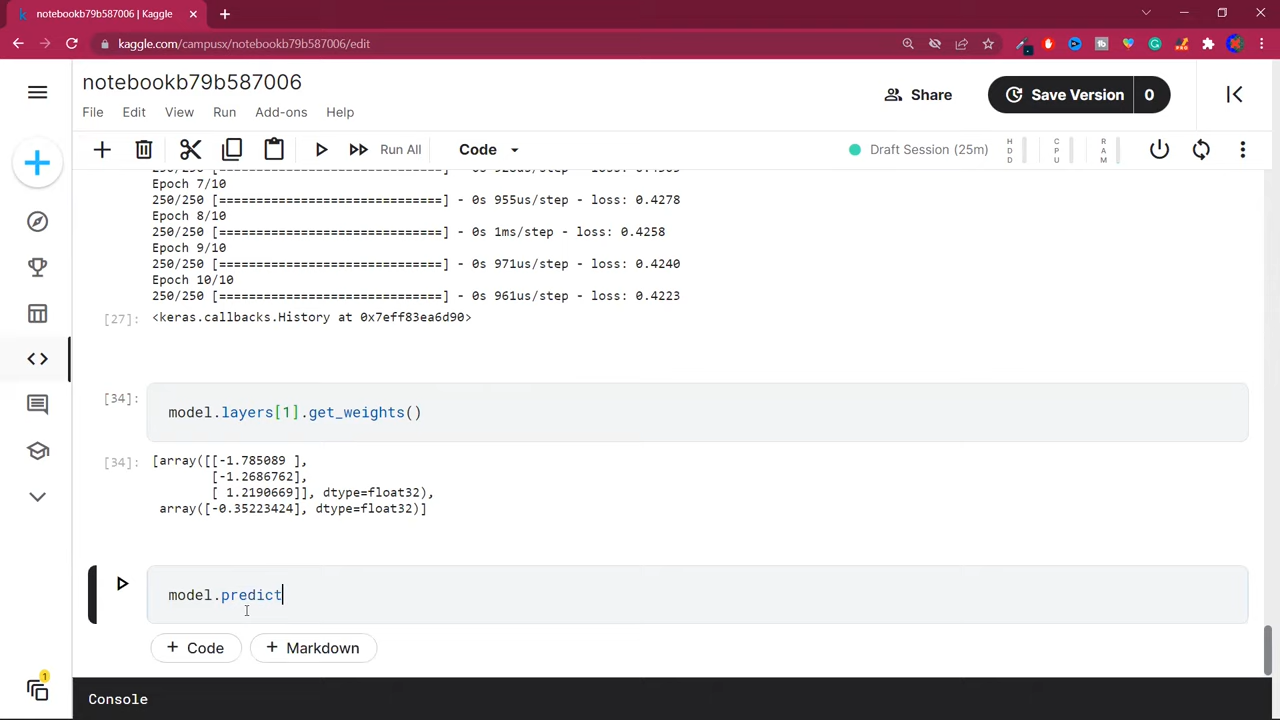 notebookb79b587006 | Kaggle
kaggle.com/campusx/notebookb79b587006/edit
notebookb79b587006
File Edit View Run Add-ons Help
Share
Save Version 0
Run All
Code
Draft Session (25m)
HDD
CPU
RAM
Epoch 7/10
250/250 [==============================] - 0s 955us/step - loss: 0.4278
Epoch 8/10
250/250 [==============================] - 0s 1ms/step - loss: 0.4258
Epoch 9/10
250/250 [==============================] - 0s 971us/step - loss: 0.4240
Epoch 10/10
250/250 [==============================] - 0s 961us/step - loss: 0.4223
[27]: <keras.callbacks.History at 0x7eff83ea6d90>
[34]: model.layers[1].get_weights()
[34]: [array([[-1.785089 ],
[-1.2686762],
[ 1.2190669]], dtype=float32),
array([-0.35223424], dtype=float32)]
model.predict
+ Code + Markdown
1
Console